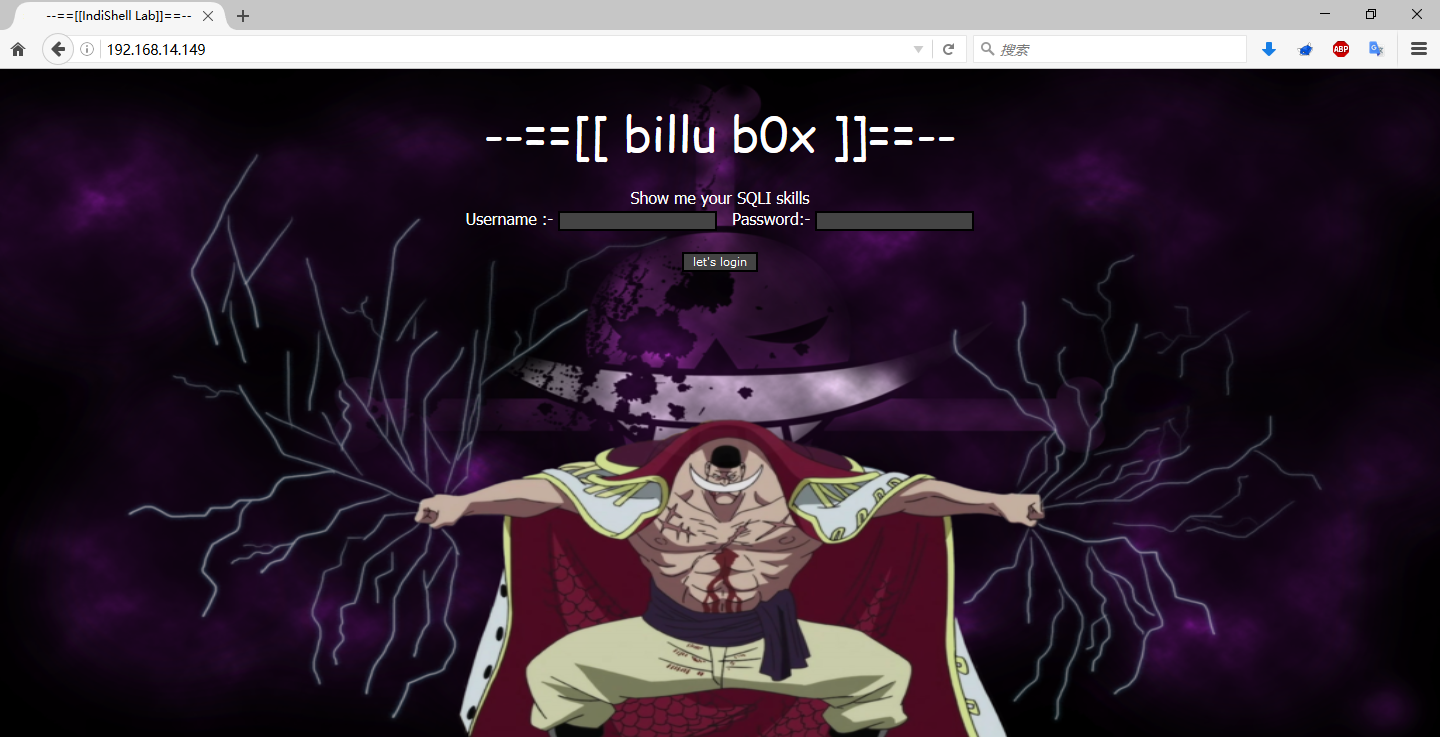 --==[[IndiShell Lab]]==--
192.168.14.149
搜索
ABP
--==[[ billu b0x ]]==--
Show me your SQLI skills
Username :- Password:-
let's login